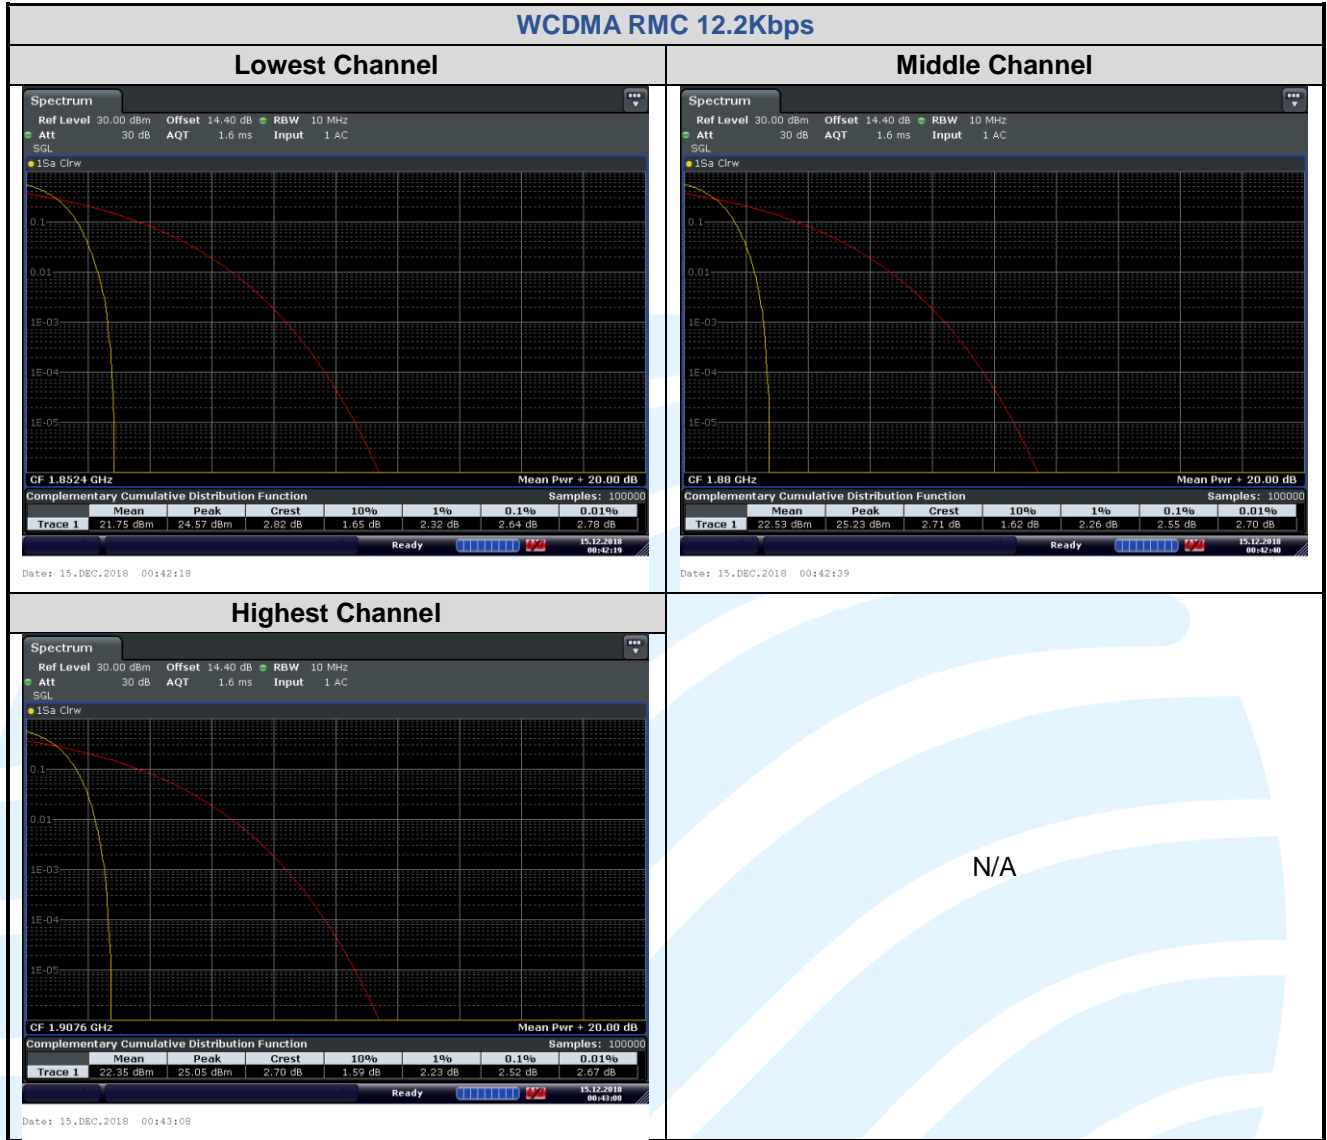 WCDMA RMC 12.2Kbps
Lowest Channel
Spectrum
Ref Level 30.00 dBm Offset 14.40 dB RBW 10 MHz
Att 30 dB AQT 1.6 ms Input 1 AC
SGL
1Sa Clrw
0.1
0.01
1E-03
1E-04
1E-05
CF 1.8524 GHz Mean Pwr + 20.00 dB
Complementary Cumulative Distribution Function Samples: 100000
Mean Peak Crest 10% 1% 0.1% 0.01%
Trace 1 21.75 dBm 24.57 dBm 2.82 dB 1.65 dB 2.32 dB 2.64 dB 2.78 dB
Ready 15.12.2018
00:42:19
Date: 15.DEC.2018 00:42:18
Middle Channel
Spectrum
Ref Level 30.00 dBm Offset 14.40 dB RBW 10 MHz
Att 30 dB AQT 1.6 ms Input 1 AC
SGL
1Sa Clrw
0.1
0.01
1E-03
1E-04
1E-05
CF 1.88 GHz Mean Pwr + 20.00 dB
Complementary Cumulative Distribution Function Samples: 100000
Mean Peak Crest 10% 1% 0.1% 0.01%
Trace 1 22.53 dBm 25.23 dBm 2.71 dB 1.62 dB 2.26 dB 2.55 dB 2.70 dB
Ready 15.12.2018
00:42:40
Date: 15.DEC.2018 00:42:39
Highest Channel
Spectrum
Ref Level 30.00 dBm Offset 14.40 dB RBW 10 MHz
Att 30 dB AQT 1.6 ms Input 1 AC
SGL
1Sa Clrw
0.1
0.01
1E-03
1E-04
1E-05
CF 1.9076 GHz Mean Pwr + 20.00 dB
Complementary Cumulative Distribution Function Samples: 100000
Mean Peak Crest 10% 1% 0.1% 0.01%
Trace 1 22.35 dBm 25.05 dBm 2.70 dB 1.59 dB 2.23 dB 2.52 dB 2.67 dB
Ready 15.12.2018
00:43:08
Date: 15.DEC.2018 00:43:08
N/A